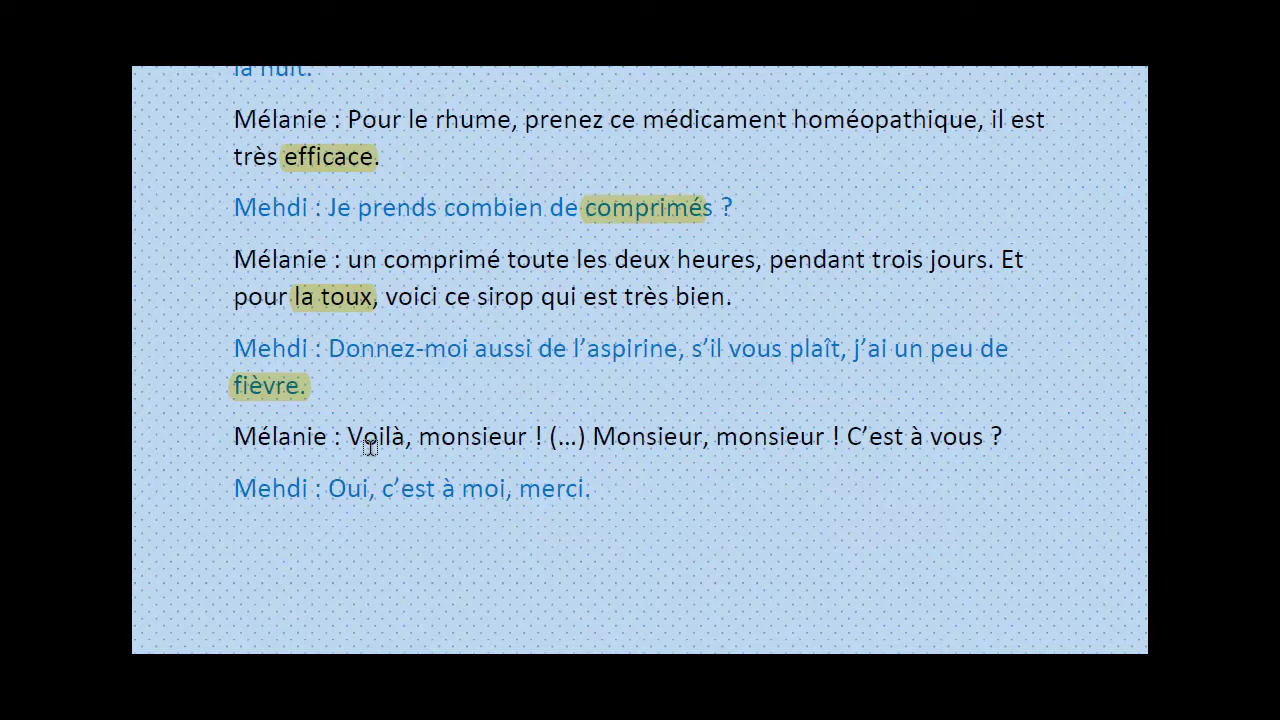 la nuit.
Mélanie : Pour le rhume, prenez ce médicament homéopathique, il est
très efficace.
Mehdi : Je prends combien de comprimés ?
Mélanie : un comprimé toute les deux heures, pendant trois jours. Et
pour la toux, voici ce sirop qui est très bien.
Mehdi : Donnez-moi aussi de l’aspirine, s’il vous plaît, j’ai un peu de
fièvre.
Mélanie : Voilà, monsieur ! (…) Monsieur, monsieur ! C’est à vous ?
Mehdi : Oui, c’est à moi, merci.